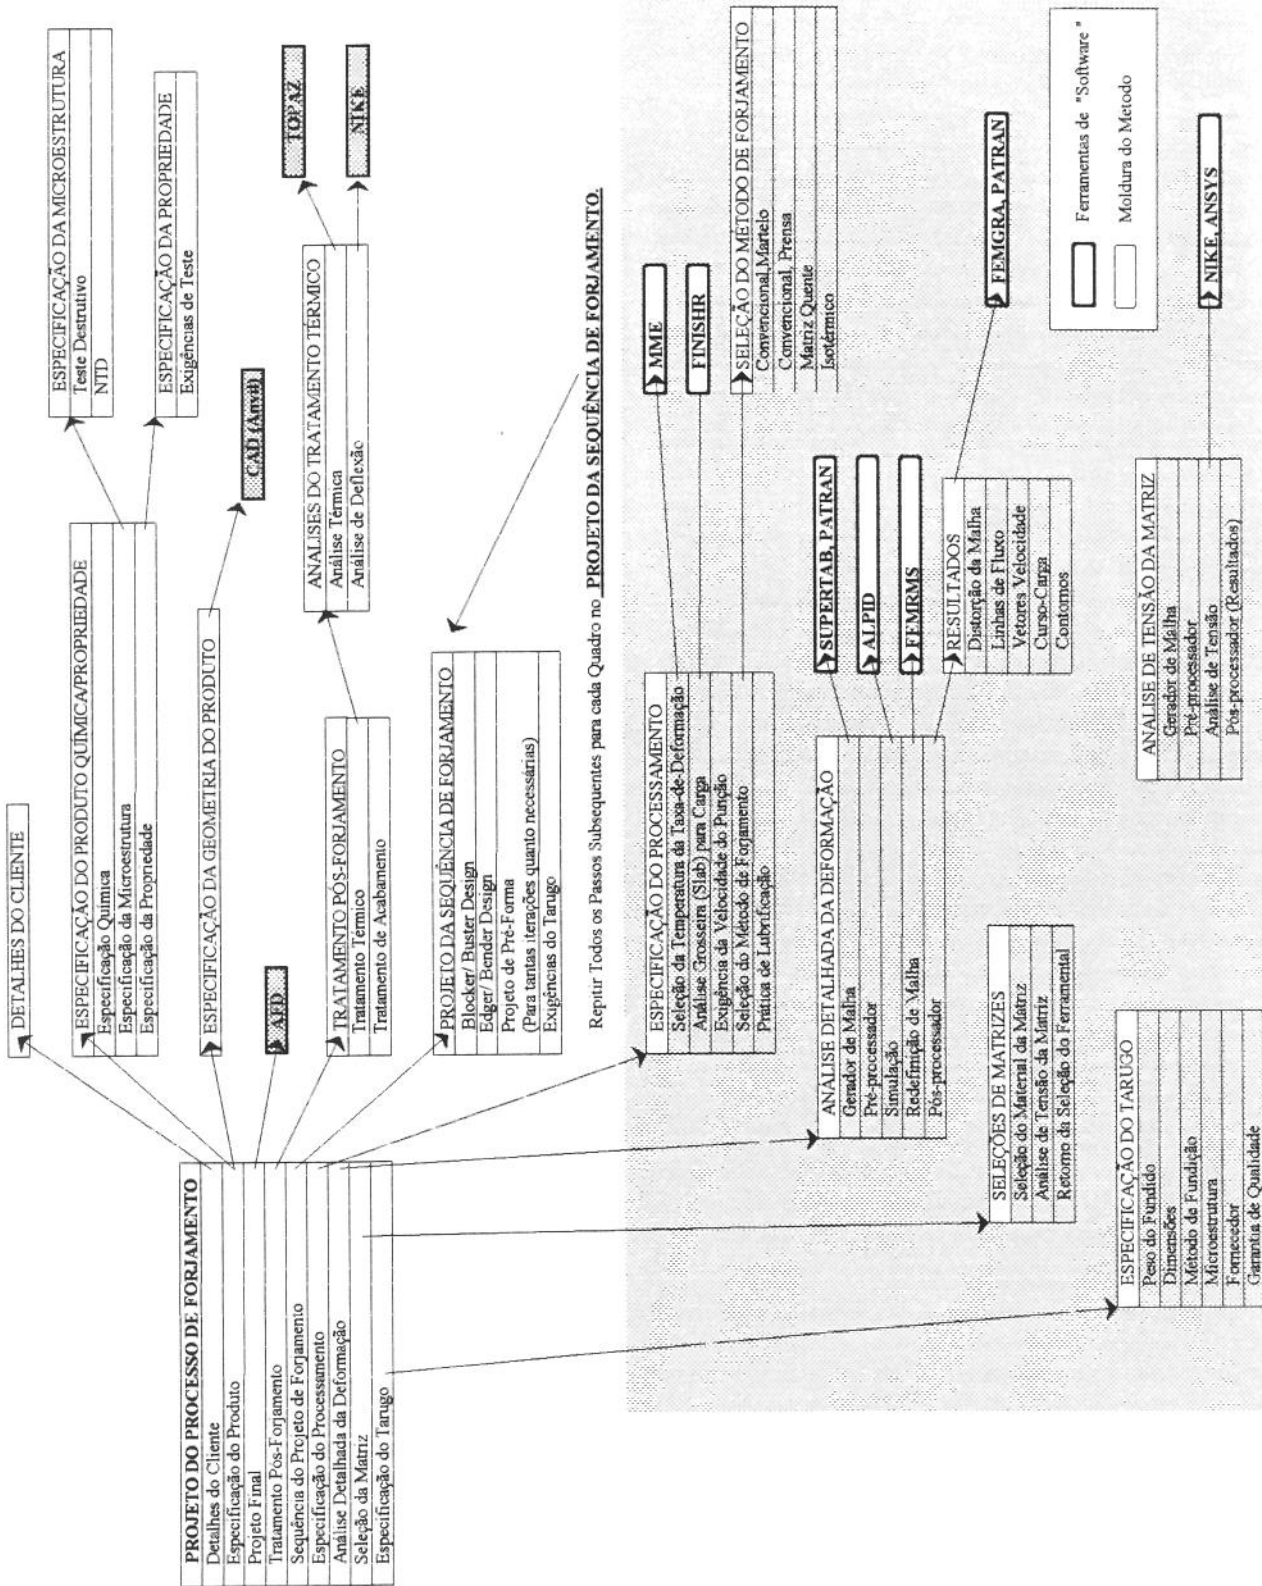 PROJETO DO PROCESSO DE FORJAMENTO
Detalhes do Cliente
Especificação do Produto
Projeto Final
Tratamento Pós-Forjamento
Sequência do Projeto de Forjamento
Especificação do Processamento
Análise Detalhada da Deformação
Seleção da Matriz
Especificação do Tarugo
DETALHES DO CLIENTE
ESPECIFICAÇÃO DO PRODUTO QUIMICA/PROPRIEDADE
Especificação Quimica
Especificação da Microestrutura
Especificação da Propriedade
ESPECIFICAÇÃO DA MICROESTRUTURA
Teste Destrutivo
NTD
ESPECIFICAÇÃO DA PROPRIEDADE
Exigências de Teste
ESPECIFICAÇÃO DA GEOMETRIA DO PRODUTO
CAD (Anvil)
AFD
TRATAMENTO PÓS-FORJAMENTO
Tratamento Térmico
Tratamento de Acabamento
ANALISES DO TRATAMENTO TÉRMICO
Análise Térmica
Análise de Deflexão
TOPAZ
NIKE
PROJETO DA SEQUÊNCIA DE FORJAMENTO
Blocker/ Buster Design
Edger/ Bender Design
Projeto de Pré-Forma
(Para tantas iterações quanto necessárias)
Exigências do Tarugo
Repitir Todos os Passos Subsequentes para cada Quadro no PROJETO DA SEQUÊNCIA DE FORJAMENTO.
ESPECIFICAÇÃO DO PROCESSAMENTO
Seleção da Temperatura da Taxa-de-Deformação
Análise Grosseira (Slab) para Carga
Exigência da Velocidade do Punção
Seleção do Método de Forjamento
Prática de Lubrificação
MME
FINISHR
SELEÇÃO DO METODO DE FORJAMENTO
Convencional,Martelo
Convencional, Prensa
Matriz Quente
Isotérmico
ANALISE DETALHADA DA DEFORMAÇÃO
Gerador de Malha
Pré-processador
Simulação
Redefinição de Malha
Pós-processador
SUPERTAB, PATRAN
ALPID
FEMRMS
RESULTADOS
Distorção da Malha
Linhas de Fluxo
Vetores Velocidade
Curso-Carga
Contornos
FEMGRA, PATRAN
SELEÇÕES DE MATRIZES
Seleção do Material da Matriz
Análise de Tensão da Matriz
Retorno da Seleção do Ferramental
Ferramentas de "Software "
Moldura do Metodo
ESPECIFICAÇÃO DO TARUGO
Peso do Fundido
Dimensões
Método de Fundição
Microestrutura
Fornecedor
Garantia de Qualidade
ANALISE DE TENSÃO DA MATRIZ
Gerador de Malha
Pré-processador
Análise de Tensão
Pós-processador (Resultados)
NIKE, ANSYS